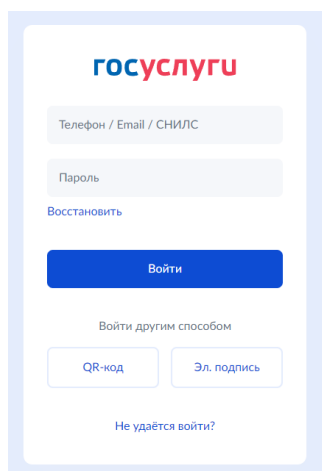 госуслуги
Телефон / Email / СНИЛС
Пароль
Восстановить
Войти
Войти другим способом
QR-код
Эл. подпись
Не удаётся войти?